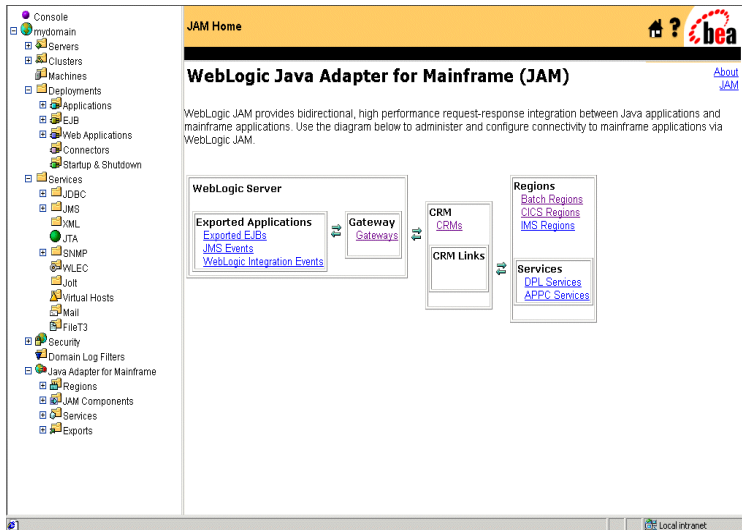 Console
mydomain
Servers
Clusters
Machines
Deployments
Applications
EJB
Web Applications
Connectors
Startup & Shutdown
Services
JDBC
JMS
XML
JTA
SNMP
WLEC
Jolt
Virtual Hosts
Mail
FileT3
Security
Domain Log Filters
Java Adapter for Mainframe
Regions
JAM Components
Services
Exports
JAM Home
?
bea
WebLogic Java Adapter for Mainframe (JAM)
About
JAM
WebLogic JAM provides bidirectional, high performance request-response integration between Java applications and
mainframe applications. Use the diagram below to administer and configure connectivity to mainframe applications via
WebLogic JAM.
WebLogic Server
Exported Applications
Exported EJBs
JMS Events
WebLogic Integration Events
Gateway
Gateways
CRM
CRMs
CRM Links
Regions
Batch Regions
CICS Regions
IMS Regions
Services
DPL Services
APPC Services
Local intranet